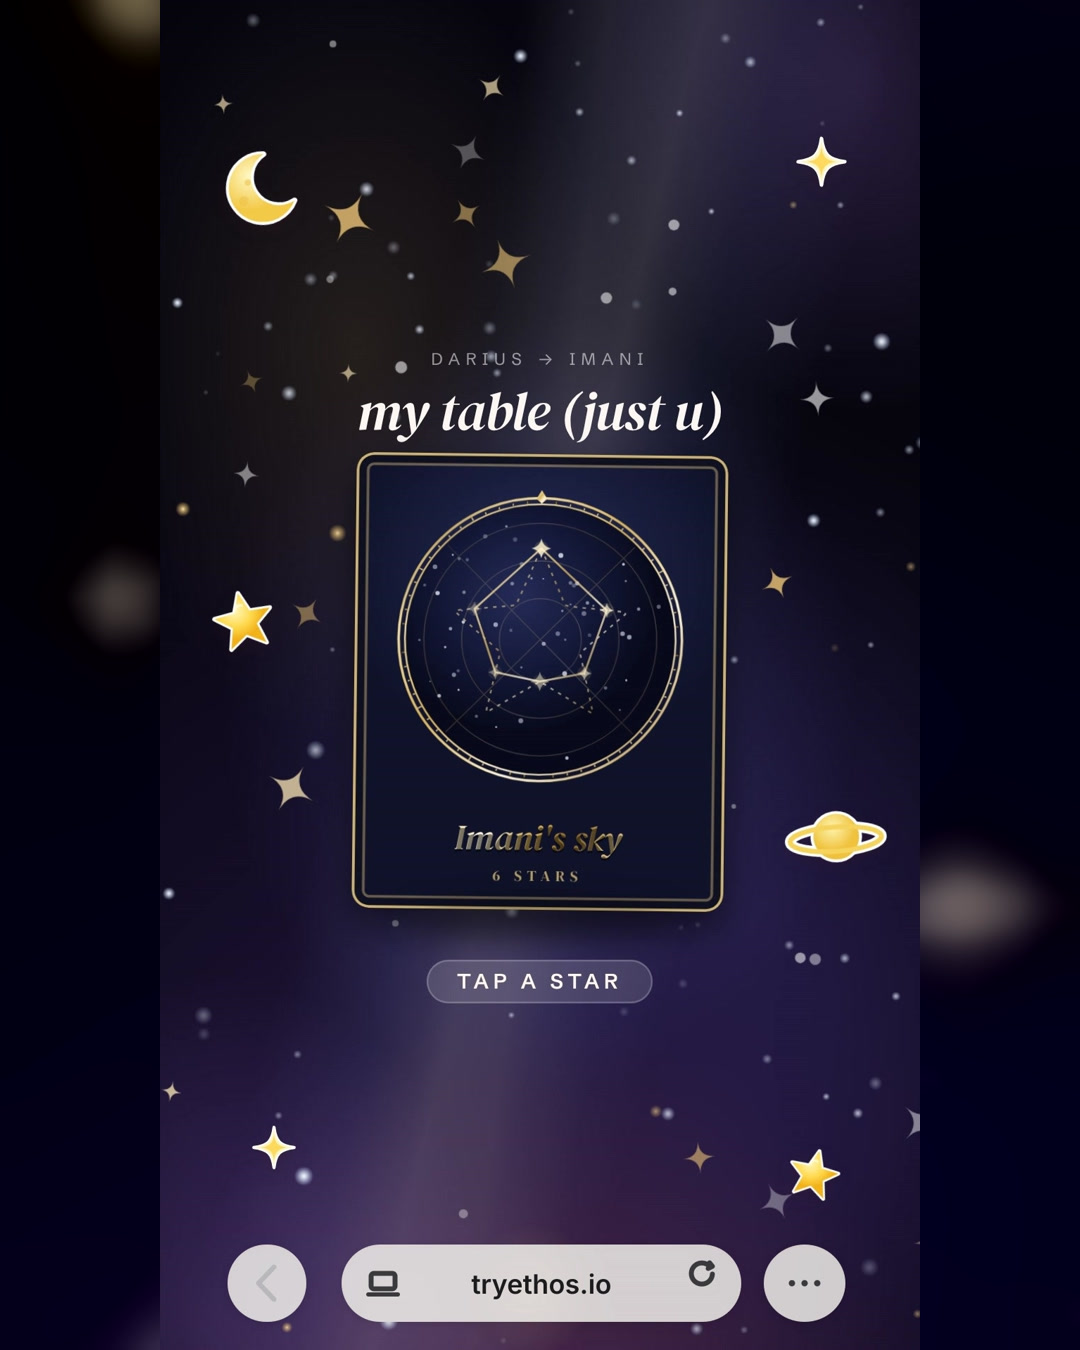 DARIUS → IMANI
my table (just u)
Imani's sky
6 STARS
TAP A STAR
tryethos.io